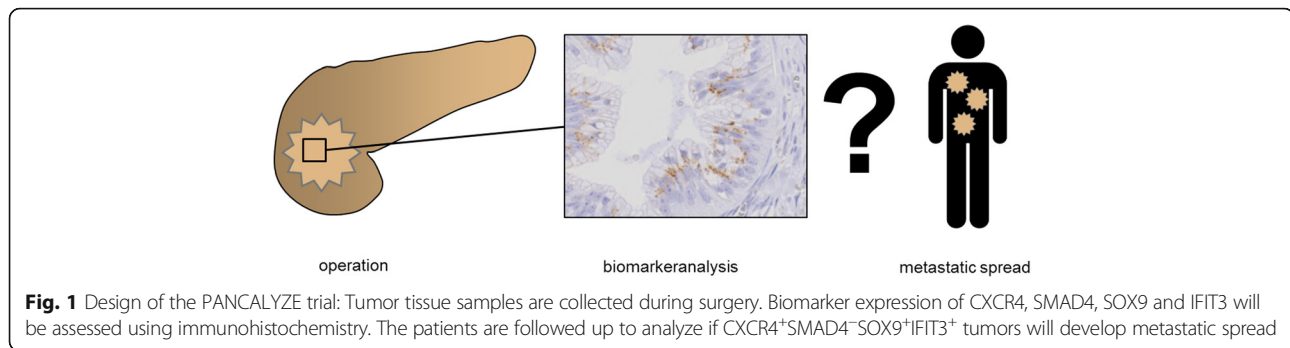 ?
operation biomarkeranalysis metastatic spread
Fig. 1 Design of the PANCALYZE trial: Tumor tissue samples are collected during surgery. Biomarker expression of CXCR4, SMAD4, SOX9 and IFIT3 will
be assessed using immunohistochemistry. The patients are followed up to analyze if CXCR4⁺SMAD4⁻SOX9⁺IFIT3⁺ tumors will develop metastatic spread